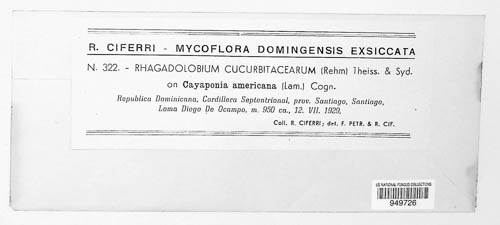 R. CIFERRI - MYCOFLORA DOMINGENSIS EXSICCATA
N. 322. - RHAGADOLOBIUM CUCURBITACEARUM (Rehm) Theiss. & Syd.
on Cayaponia americana (Lam.) Cogn.
Republica Dominicana, Cordillera Septentrional, prov. Santiago, Santiago,
Loma Diego De Ocampo, m. 950 ca., 12. VII. 1929.
Coll. R. CIFERRI; det. F. PETR. & R. CIF.
US NATIONAL FUNGUS COLLECTIONS
949726